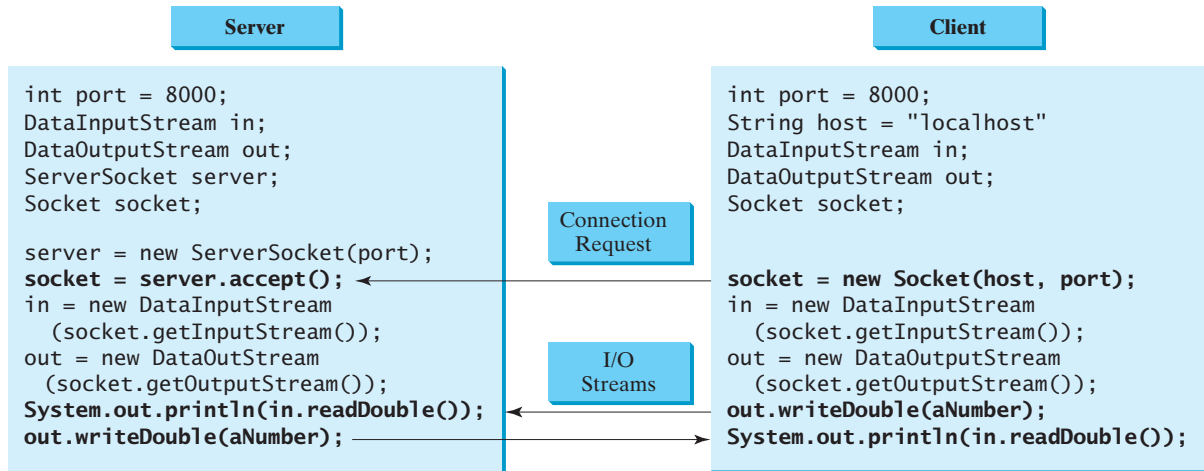 Server
int port = 8000;
DataInputStream in;
DataOutputStream out;
ServerSocket server;
Socket socket;
server = new ServerSocket(port);
socket = server.accept();
in = new DataInputStream
(socket.getInputStream());
out = new DataOutStream
(socket.getOutputStream());
System.out.println(in.readDouble());
out.writeDouble(aNumber);
Connection
Request
I/O
Streams
Client
int port = 8000;
String host = "localhost"
DataInputStream in;
DataOutputStream out;
Socket socket;
socket = new Socket(host, port);
in = new DataInputStream
(socket.getInputStream());
out = new DataOutputStream
(socket.getOutputStream());
out.writeDouble(aNumber);
System.out.println(in.readDouble());